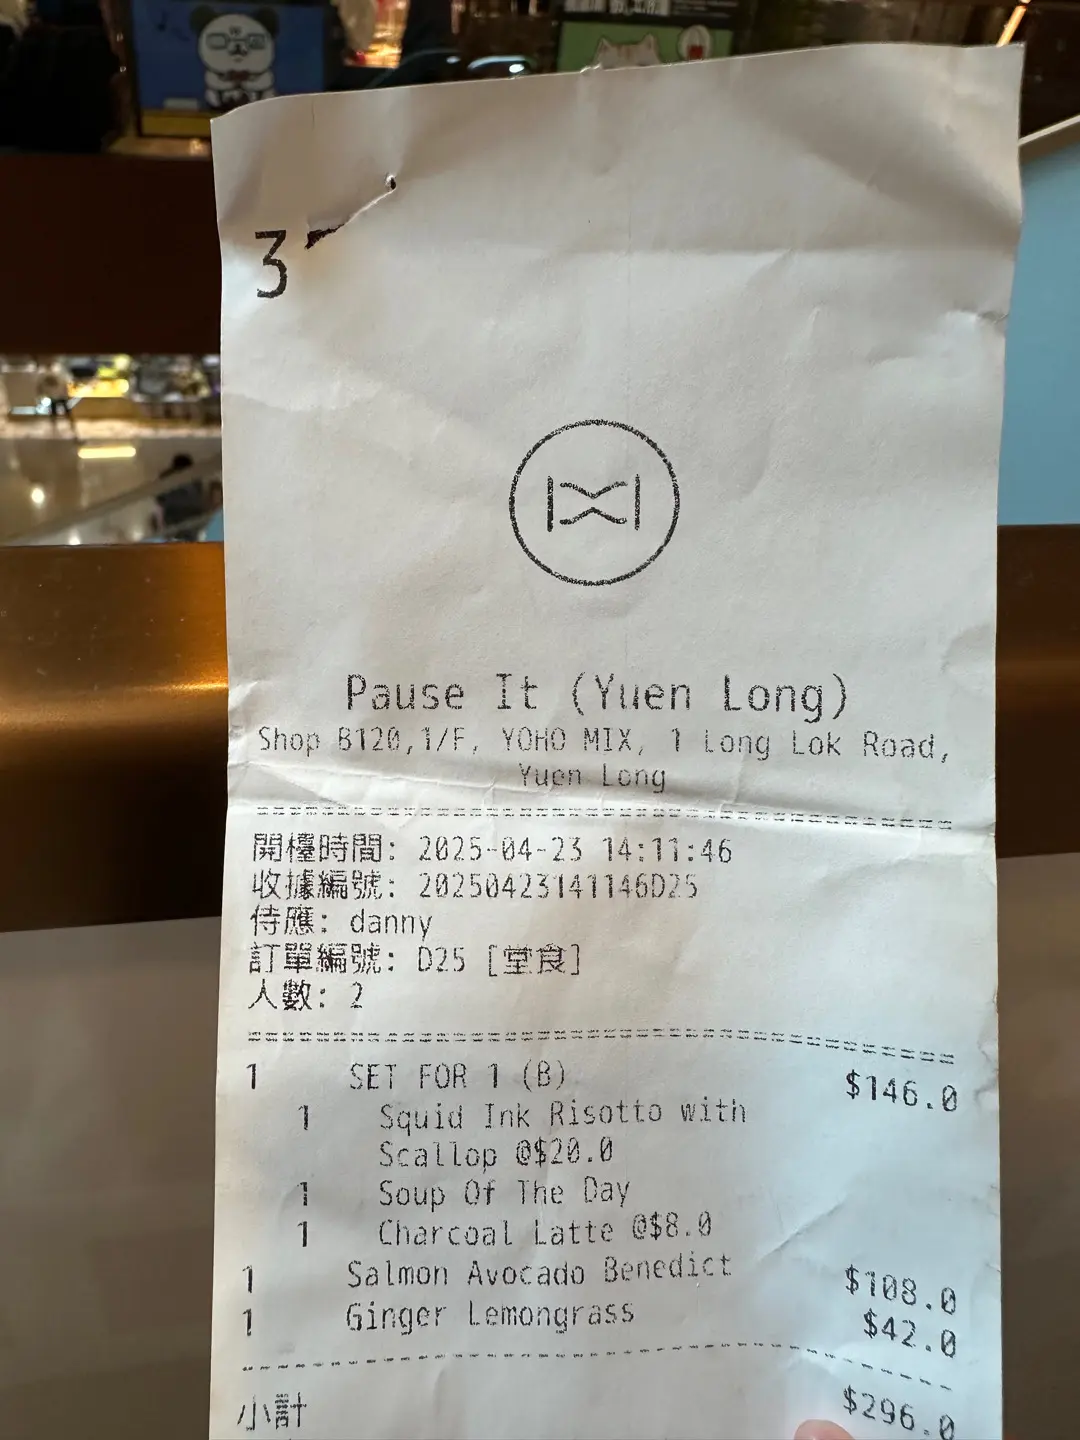 3
Pause It (Yuen Long)
Shop B120,1/F, YOHO MIX, 1 Long Lok Road,
Yuen Long
開檯時間: 2025-04-23 14:11:46
收據編號: 20250423141146D25
侍應: danny
訂單編號: D25 [堂食]
人數: 2
1 SET FOR 1 (B) $146.0
1 Squid Ink Risotto with
Scallop @$20.0
1 Soup Of The Day
1 Charcoal Latte @$8.0
1 Salmon Avocado Benedict $108.0
1 Ginger Lemongrass $42.0
小計 $296.0